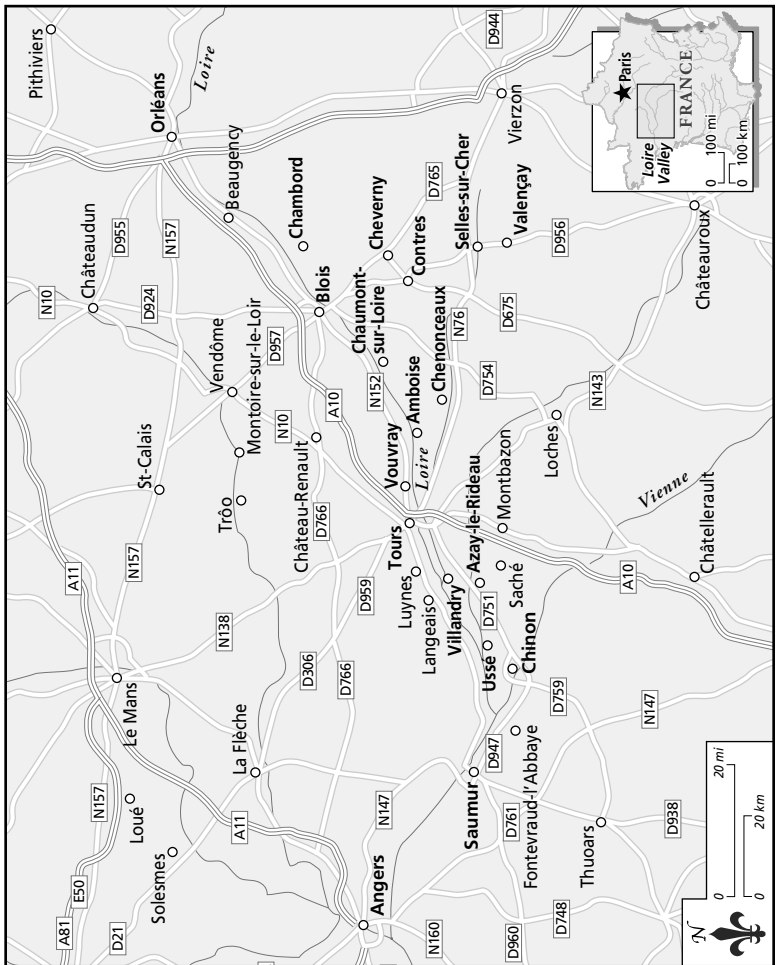 A81
E50
D21
N157
Loué
Solesmes
Le Mans
A11
N157
A11
St-Calais
N10
Châteaudun
D955
D924
N157
Pithiviers
Orléans
Loire
Beaugency
Vendôme
Montoire-sur-le-Loir
D957
Trôo
N138
La Flèche
A11
D306
D766
D959
Château-Renault
D766
N10
A10
Blois
Chambord
Angers
N147
N160
Tours
Luynes
Langeais
Villandry
Vouvray
Loire
Amboise
N152
Chaumont-
sur-Loire
Chenonceaux
Cheverny
Contres
D765
N76
Selles-sur-Cher
Valençay
D944
Vierzon
D956
D675
D754
Saumur
D947
D761
D960
D748
Fontevraud-l'Abbaye
Ussé
Chinon
D751
Azay-le-Rideau
Saché
Montbazon
Loches
N143
Thuoars
D759
N147
D938
A10
Vienne
Châtellerault
Châteauroux
N
0 20 mi
0 20 km
Paris
FRANCE
Loire
Valley
0 100 mi
0 100 km